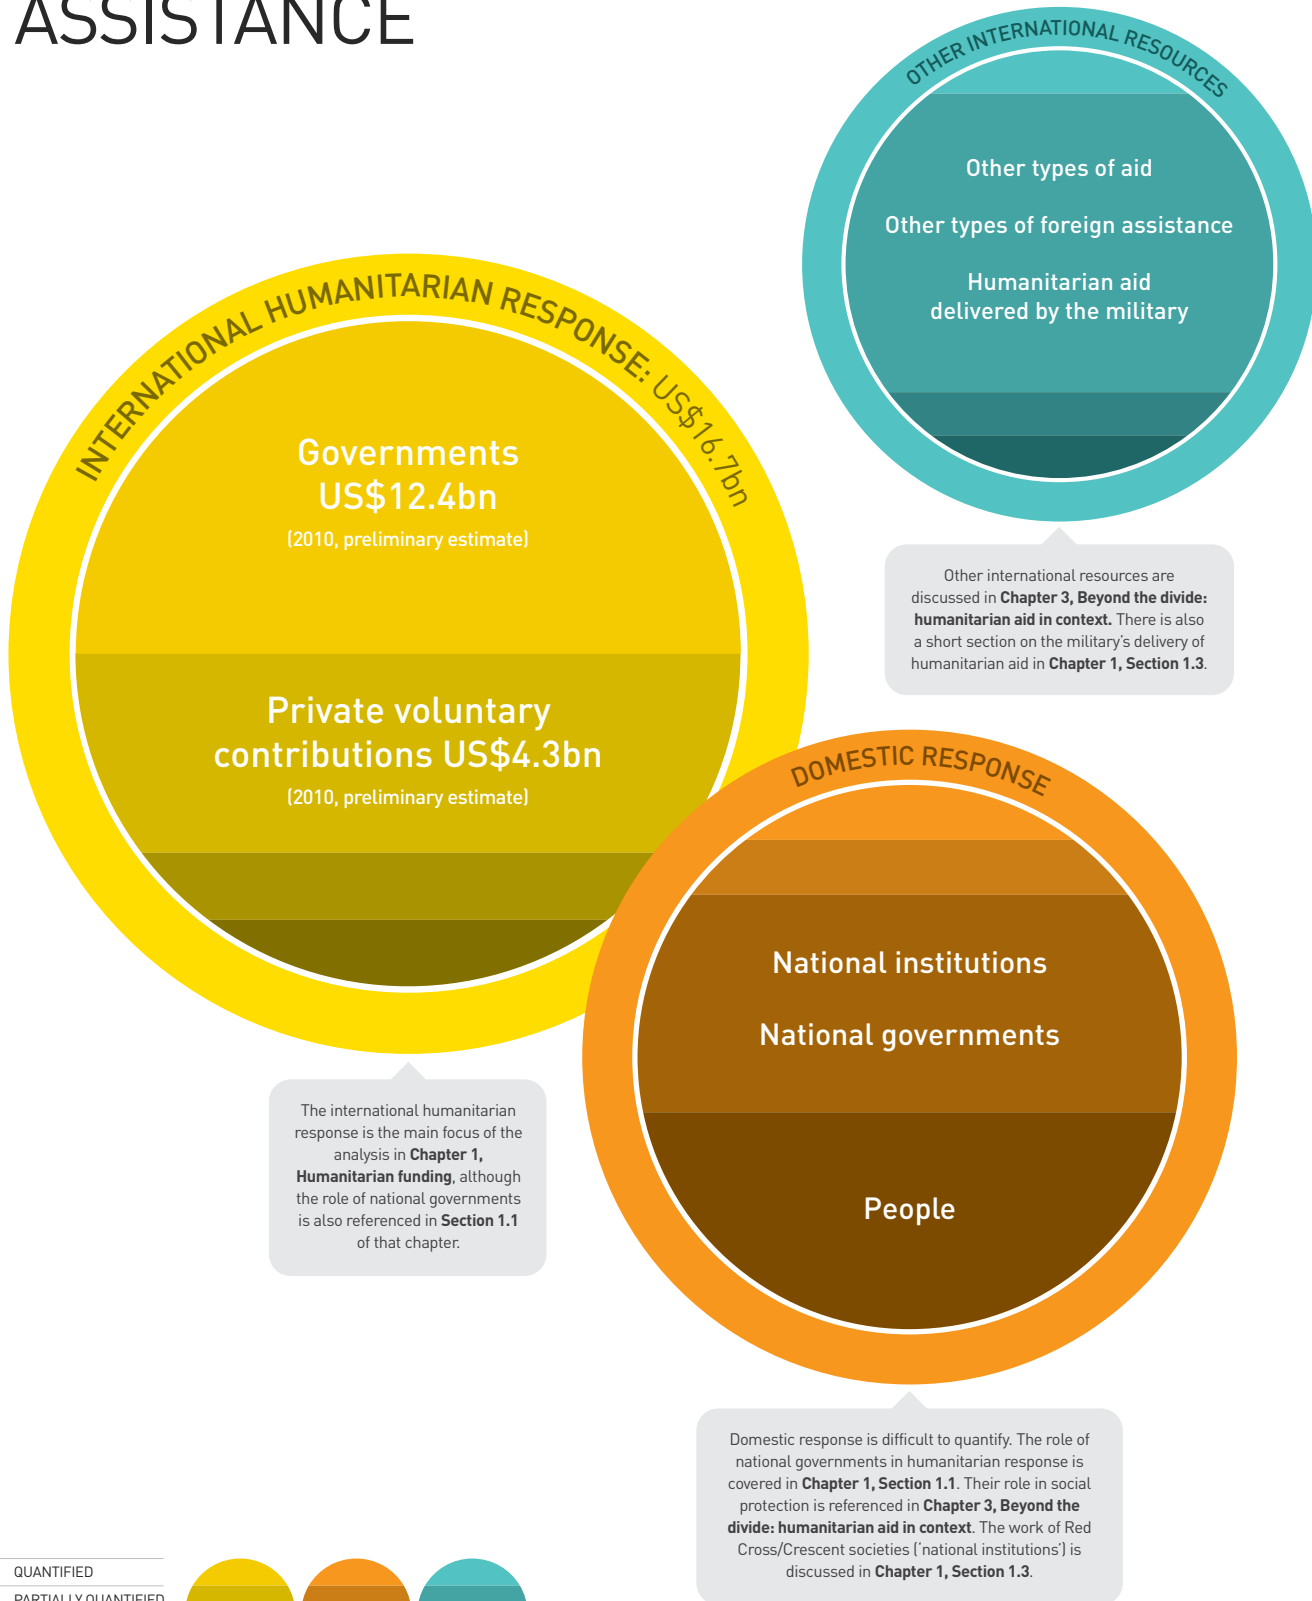 ASSISTANCE
OTHER INTERNATIONAL RESOURCES
Other types of aid
Other types of foreign assistance
Humanitarian aid
delivered by the military
Other international resources are
discussed in Chapter 3, Beyond the divide:
humanitarian aid in context. There is also
a short section on the military’s delivery of
humanitarian aid in Chapter 1, Section 1.3.
INTERNATIONAL HUMANITARIAN RESPONSE: US$16.7bn
Governments
US$12.4bn
(2010, preliminary estimate)
Private voluntary
contributions US$4.3bn
(2010, preliminary estimate)
The international humanitarian
response is the main focus of the
analysis in Chapter 1,
Humanitarian funding, although
the role of national governments
is also referenced in Section 1.1
of that chapter.
DOMESTIC RESPONSE
National institutions
National governments
People
Domestic response is difficult to quantify. The role of
national governments in humanitarian response is
covered in Chapter 1, Section 1.1. Their role in social
protection is referenced in Chapter 3, Beyond the
divide: humanitarian aid in context. The work of Red
Cross/Crescent societies (‘national institutions’) is
discussed in Chapter 1, Section 1.3.
QUANTIFIED
PARTIALLY QUANTIFIED